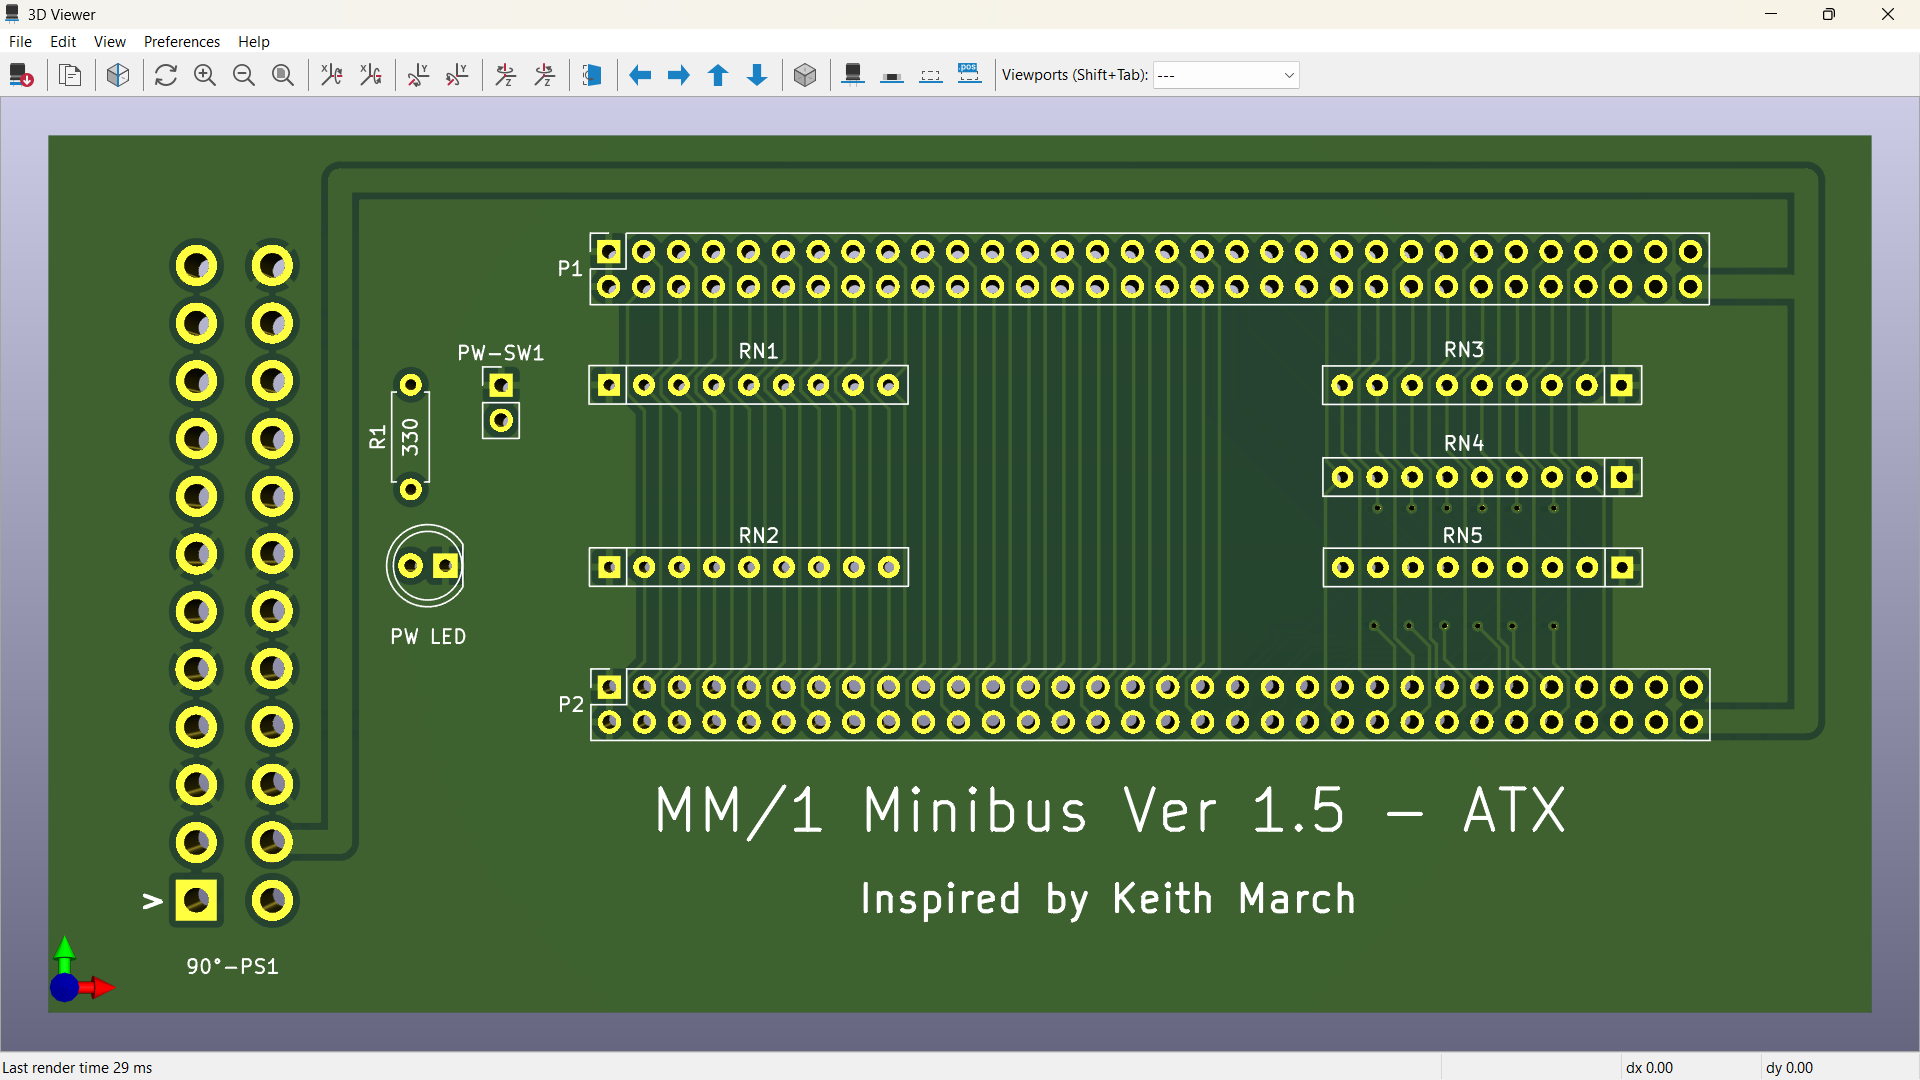 3D Viewer
File Edit View Preferences Help
Viewports (Shift+Tab): ---
P1
PW-SW1
RN1
RN3
R1
330
RN4
RN2
RN5
PW LED
P2
MM/1 Minibus Ver 1.5 - ATX
Inspired by Keith March
>
90°-PS1
Last render time 29 ms
dx 0.00
dy 0.00